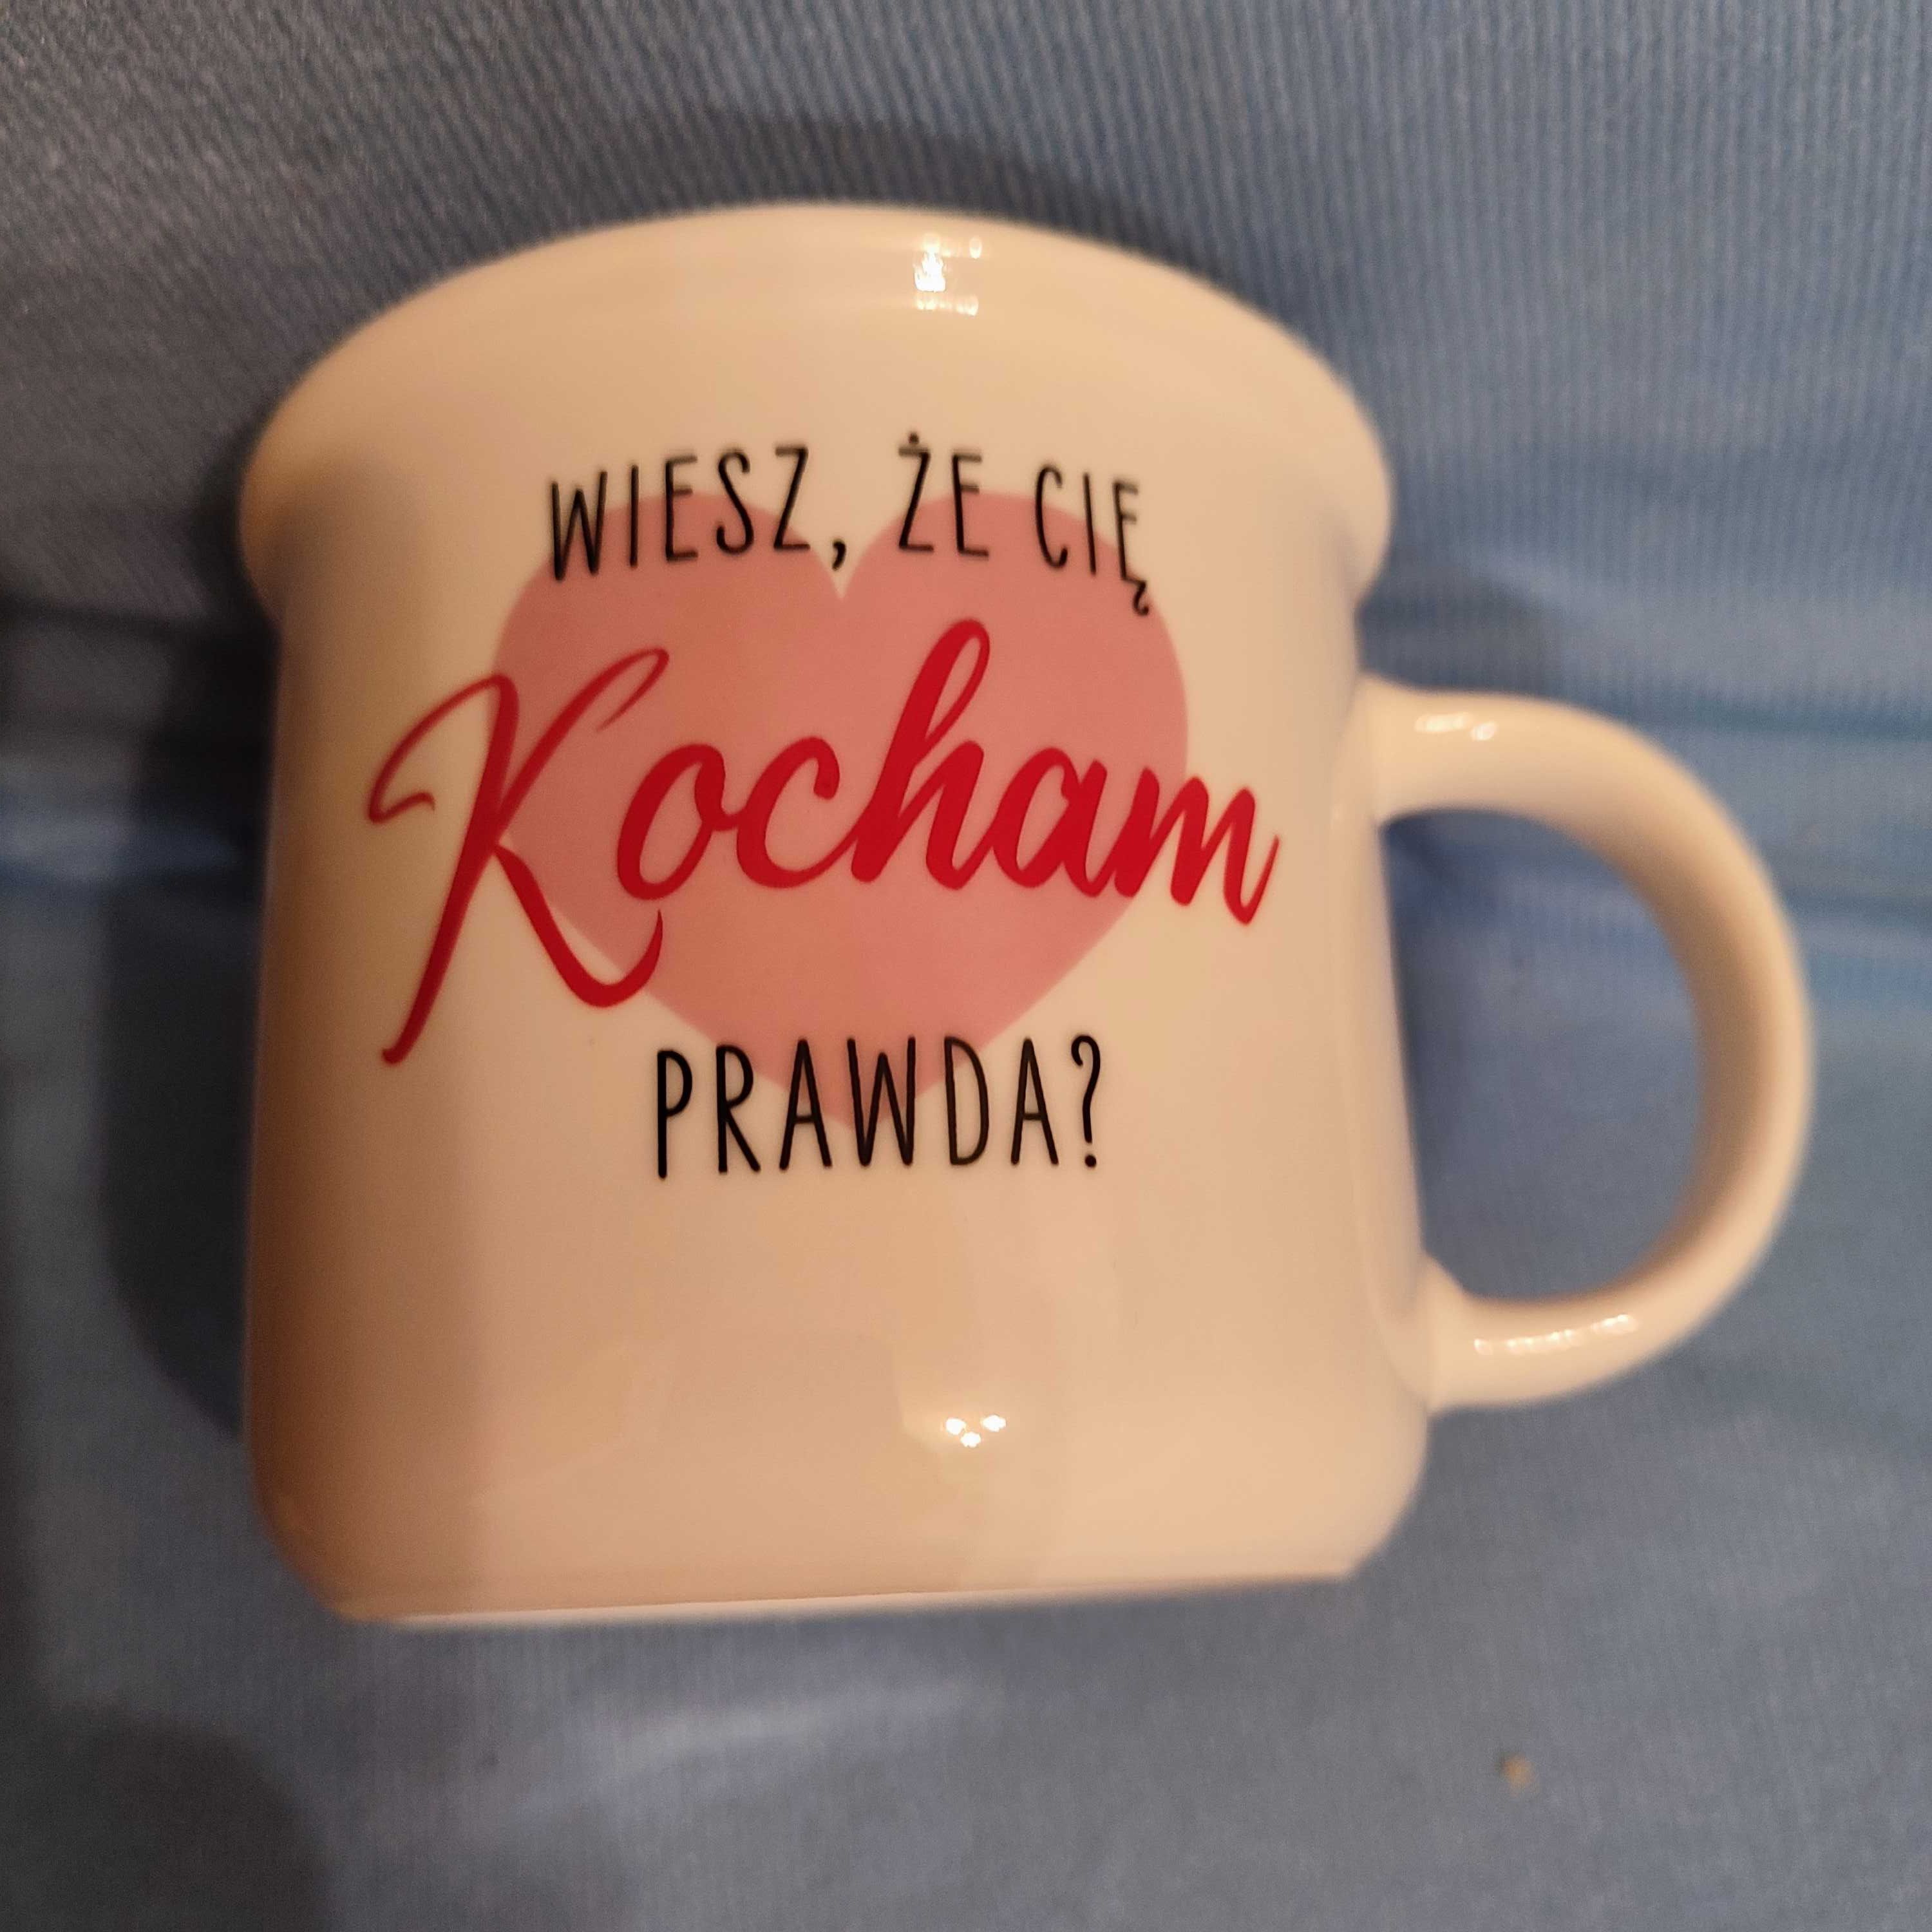 WIESZ, ŻE CIĘ
Kocham
PRAWDA?